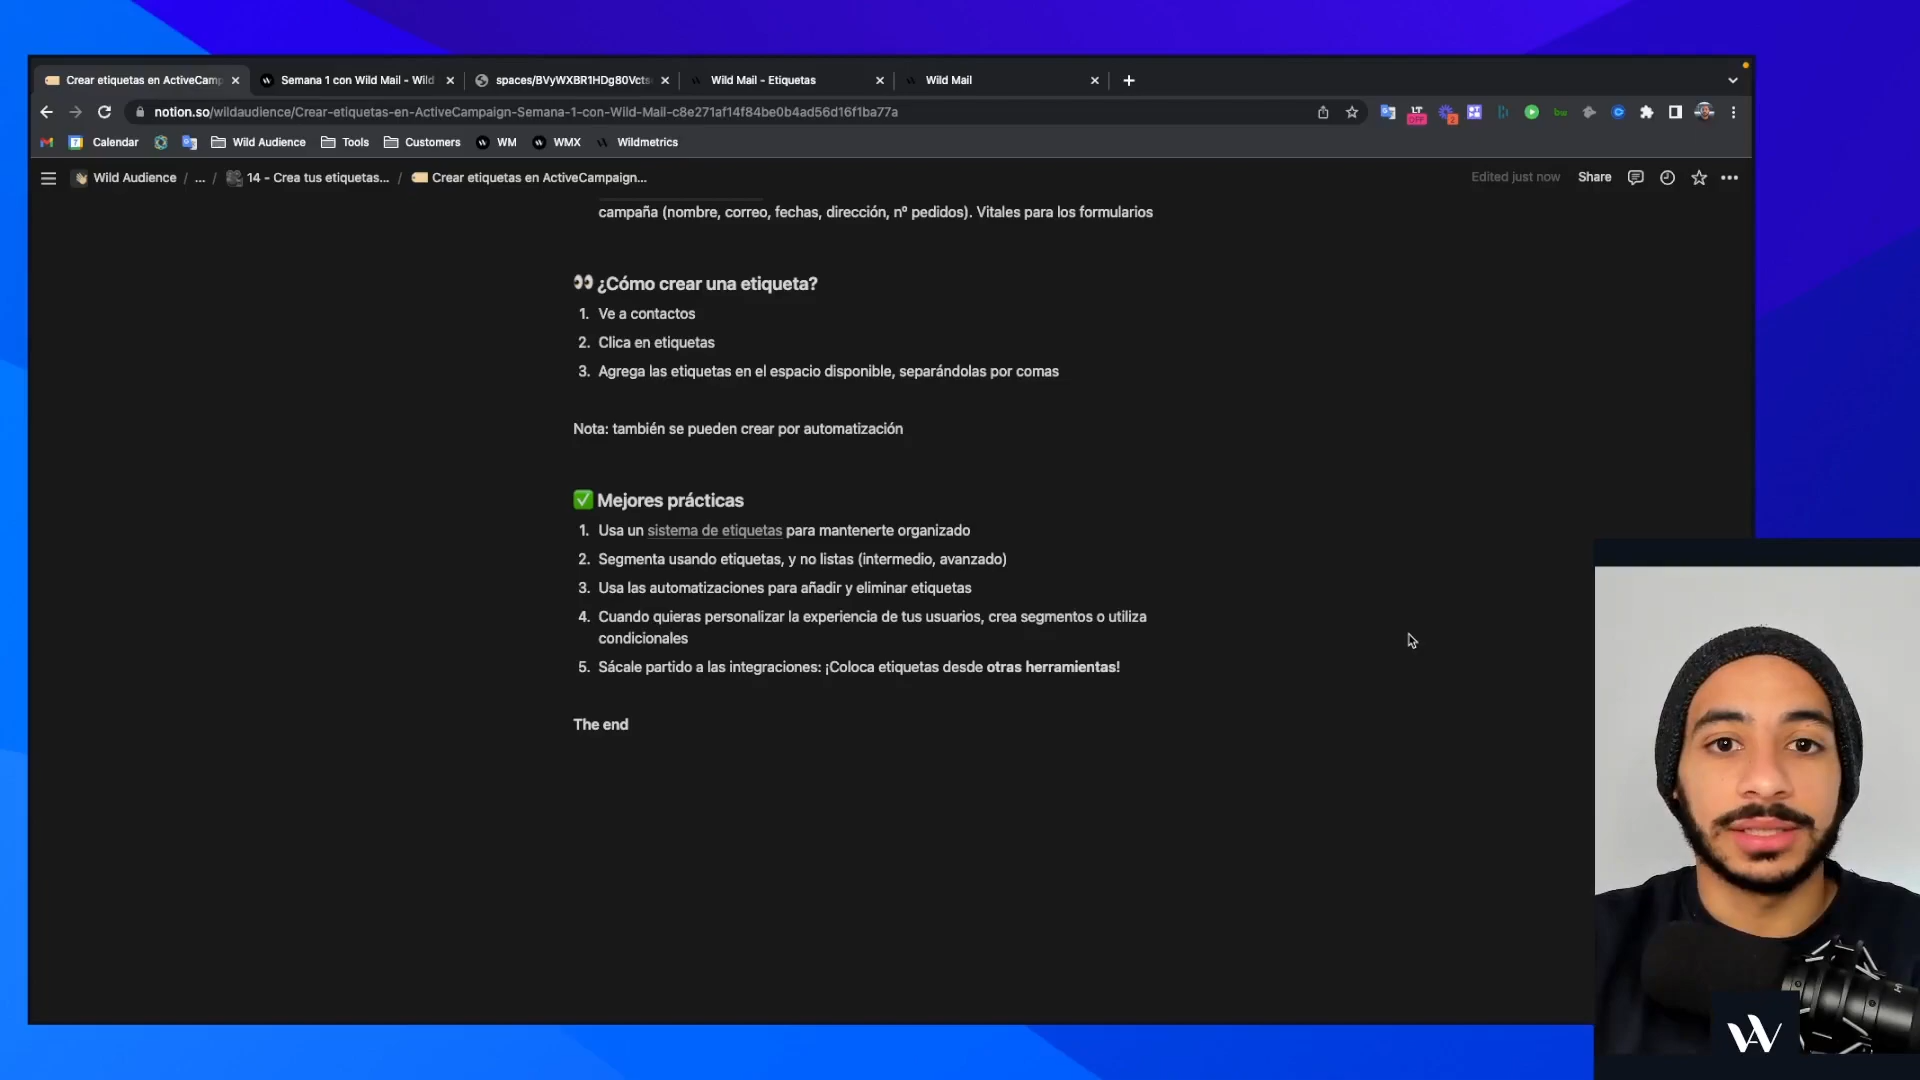 Crear etiquetas en ActiveCamp
Semana 1 con Wild Mail - Wild
spaces/BVyWXBR1HDg80Vcts
Wild Mail - Etiquetas
Wild Mail
notion.so/wildaudience/Crear-etiquetas-en-ActiveCampaign-Semana-1-con-Wild-Mail-c8e271af14f84be0b4ad56d16f1ba77a
Calendar
Wild Audience
Tools
Customers
WM
WMX
Wildmetrics
Wild Audience / ... / 14 - Crea tus etiquetas... / Crear etiquetas en ActiveCampaign...
Edited just now
Share
campaña (nombre, correo, fechas, dirección, nº pedidos). Vitales para los formularios
👀 ¿Cómo crear una etiqueta?
1. Ve a contactos
2. Clica en etiquetas
3. Agrega las etiquetas en el espacio disponible, separándolas por comas
Nota: también se pueden crear por automatización
✅ Mejores prácticas
1. Usa un sistema de etiquetas para mantenerte organizado
2. Segmenta usando etiquetas, y no listas (intermedio, avanzado)
3. Usa las automatizaciones para añadir y eliminar etiquetas
4. Cuando quieras personalizar la experiencia de tus usuarios, crea segmentos o utiliza
condicionales
5. Sácale partido a las integraciones: ¡Coloca etiquetas desde otras herramientas!
The end